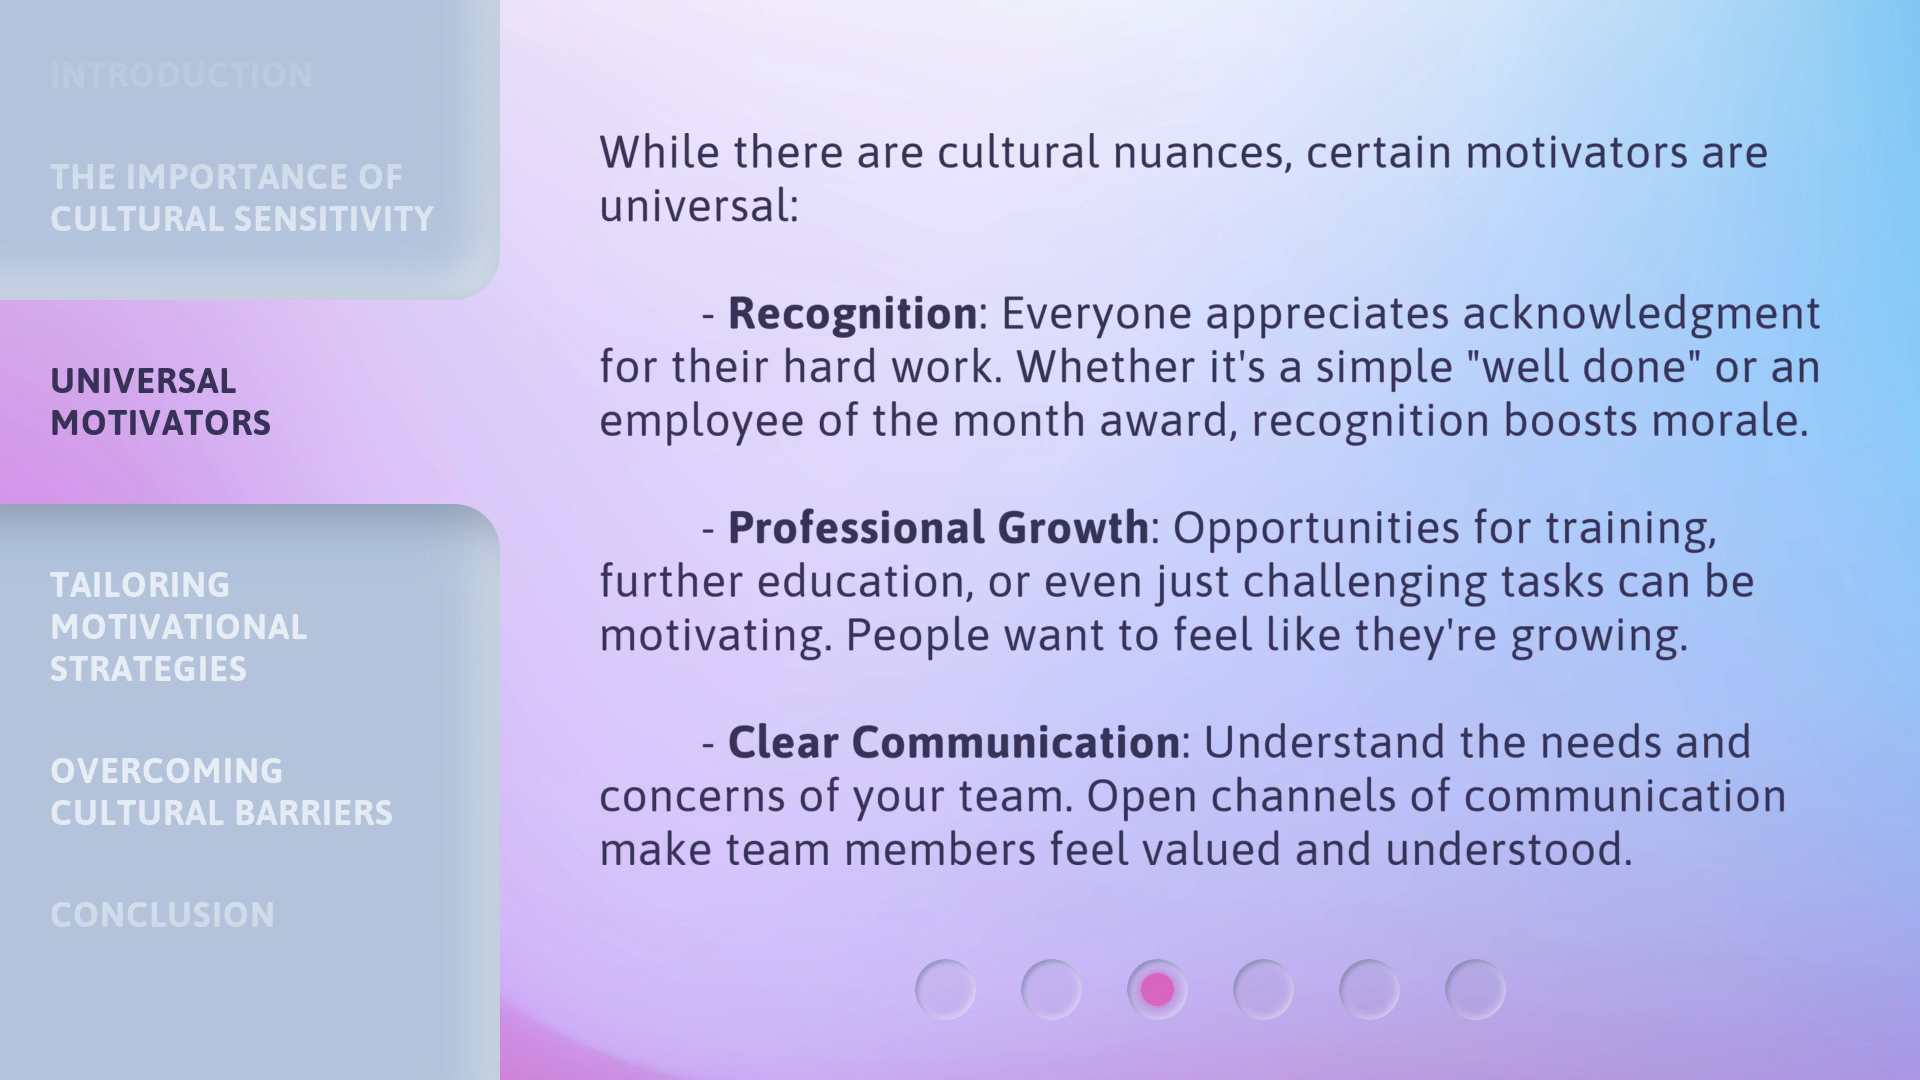 INTRODUCTION
THE IMPORTANCE OF
CULTURAL SENSITIVITY
UNIVERSAL
MOTIVATORS
TAILORING
MOTIVATIONAL
STRATEGIES
OVERCOMING
CULTURAL BARRIERS
CONCLUSION
While there are cultural nuances, certain motivators are
universal:
- Recognition: Everyone appreciates acknowledgment
for their hard work. Whether it's a simple "well done" or an
employee of the month award, recognition boosts morale.
- Professional Growth: Opportunities for training,
further education, or even just challenging tasks can be
motivating. People want to feel like they're growing.
- Clear Communication: Understand the needs and
concerns of your team. Open channels of communication
make team members feel valued and understood.